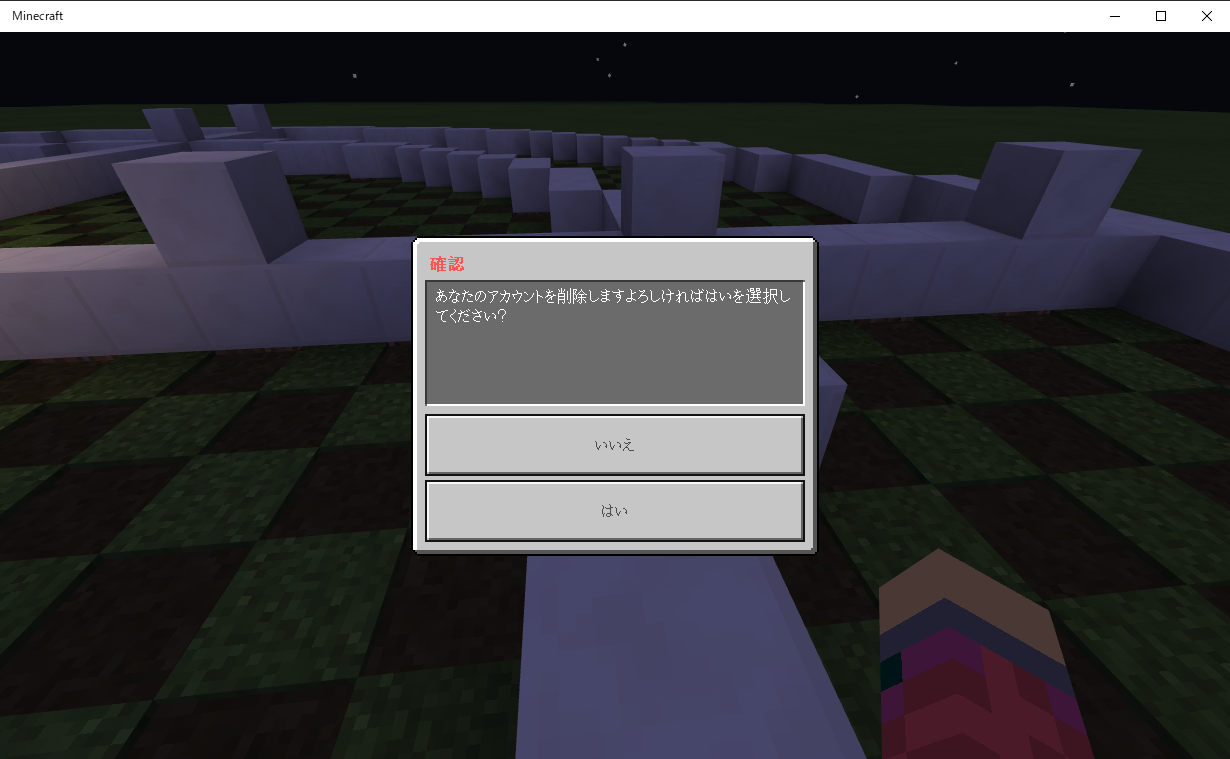 Minecraft
確認
あなたのアカウントを削除しますよろしければはいを選択し
てください?
いいえ
はい